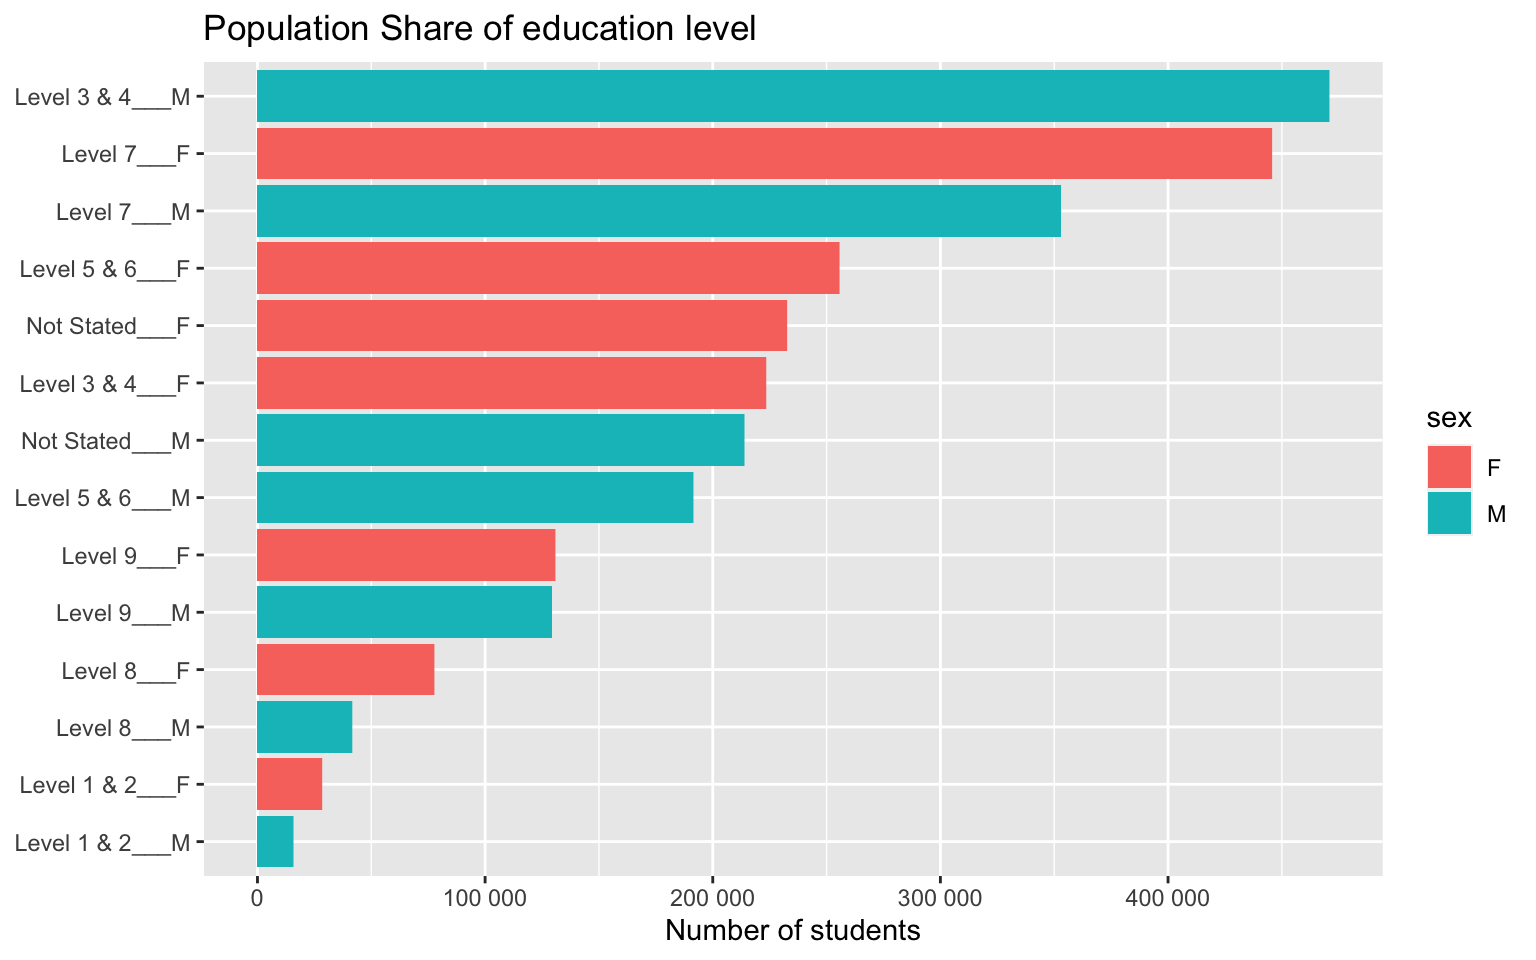 Population Share of education level
Level 3 & 4___M
Level 7___F
Level 7___M
Level 5 & 6___F
Not Stated___F
Level 3 & 4___F
Not Stated___M
Level 5 & 6___M
Level 9___F
Level 9___M
Level 8___F
Level 8___M
Level 1 & 2___F
Level 1 & 2___M
0 100 000 200 000 300 000 400 000
Number of students
sex
F
M